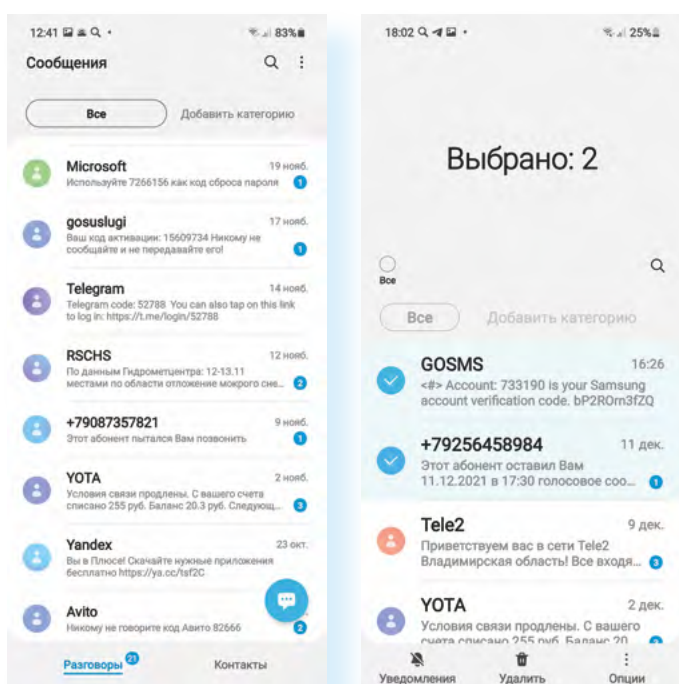 12:41
83%
Сообщения
Все
Добавить категорию
Microsoft
19 нояб.
Используйте 7266156 как код сброса пароля
1
gosuslugi
17 нояб.
Ваш код активации: 15609734 Никому не
сообщайте и не передавайте его!
1
Telegram
14 нояб.
Telegram code: 52788 You can also tap on this link
to log in: https://t.me/login/52788
RSCHS
12 нояб.
По данным Гидрометцентра: 12-13.11
местами по области отложение мокрого сне...
2
+79087357821
9 нояб.
Этот абонент пытался Вам позвонить
1
YOTA
2 нояб.
Условия связи продлены. С вашего счета
списано 255 руб. Баланс 20.3 руб. Следующ...
3
Yandex
23 окт.
Вы в Плюсе! Скачайте нужные приложения
бесплатно https://ya.cc/tsf2C
Avito
Никому не говорите код Авито 82666
2
Разговоры 21
Контакты
18:02
25%
Выбрано: 2
Все
Все
Добавить категорию
GOSMS
16:26
<#> Account: 733190 is your Samsung
account verification code. bP2ROm3fZQ
+79256458984
11 дек.
Этот абонент оставил Вам
11.12.2021 в 17:30 голосовое соо...
1
Tele2
9 дек.
Приветствуем вас в сети Tele2
Владимирская область! Все входя...
3
YOTA
2 дек.
Условия связи продлены. С вашего
счета списано 255 руб. Баланс 20
Уведомления
Удалить
Опции